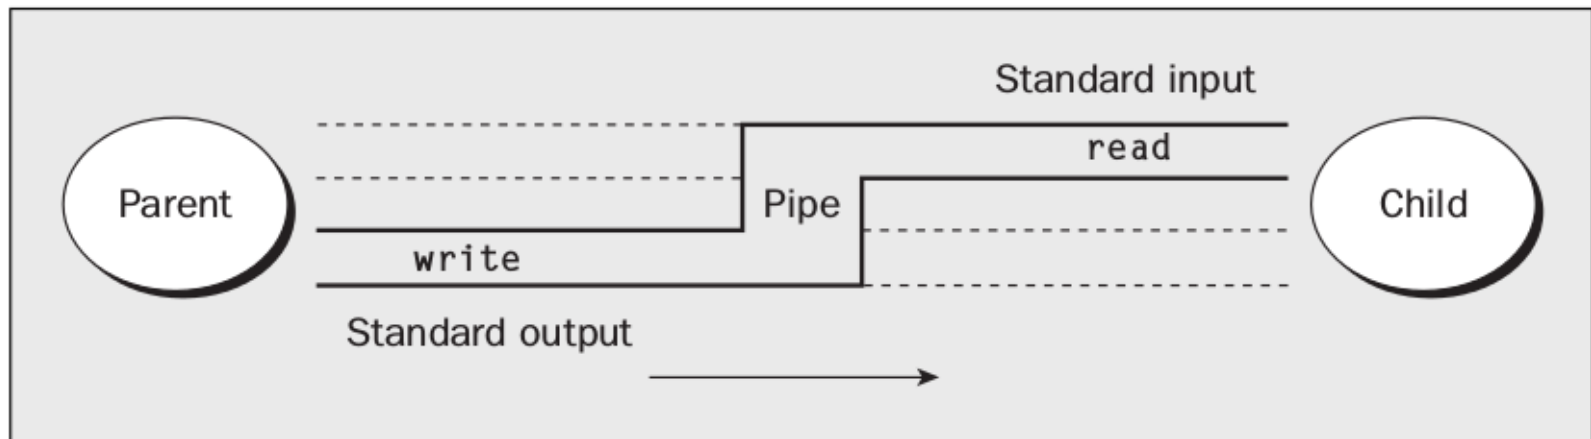 Standard input
read
Parent
Pipe
Child
write
Standard output